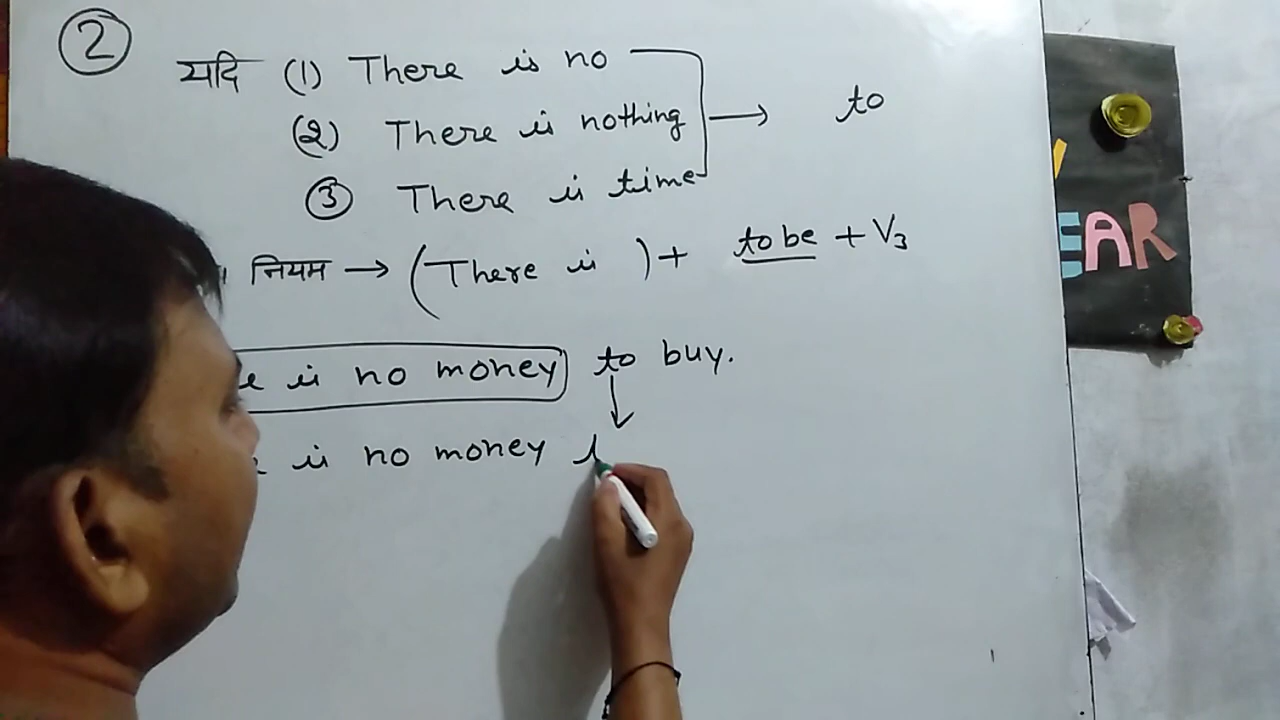 2
यदि (1) There is no
to
(2) There is nothing
3 There is time
नियम → (There is ) + to be + V3
is no money to buy.
is no money
EAR